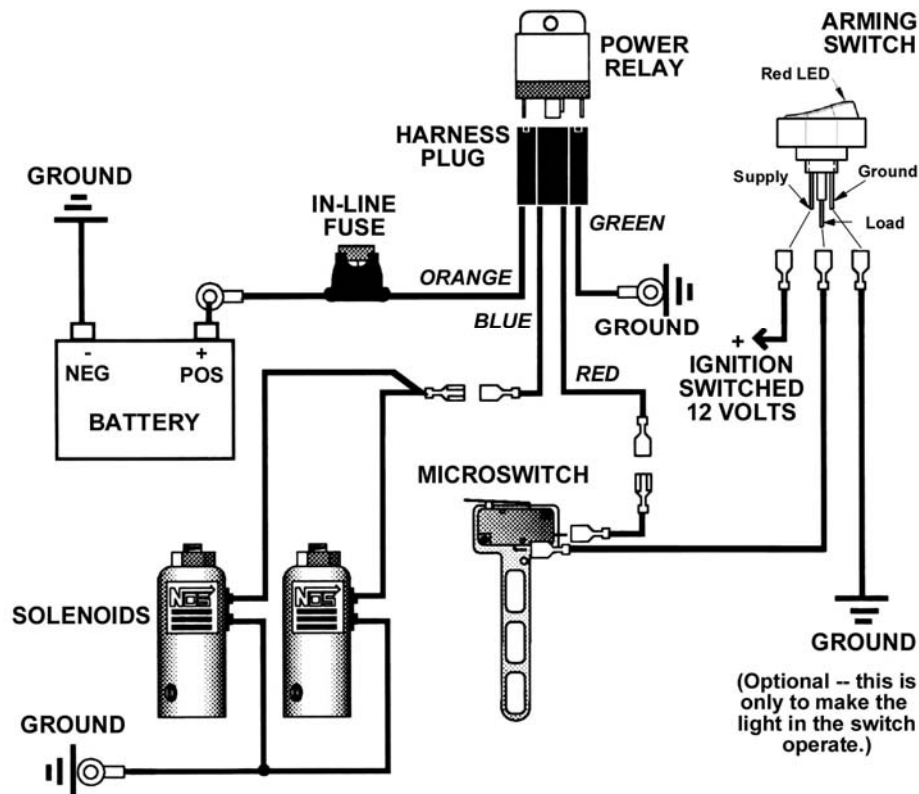 POWER
RELAY
ARMING
SWITCH
Red LED
HARNESS
PLUG
Supply
Ground
Load
GROUND
IN-LINE
FUSE
GREEN
ORANGE
BLUE
GROUND
RED
+
IGNITION
SWITCHED
12 VOLTS
- +
NEG POS
BATTERY
MICROSWITCH
SOLENOIDS
NOS
NOS
GROUND
GROUND
(Optional -- this is
only to make the
light in the switch
operate.)